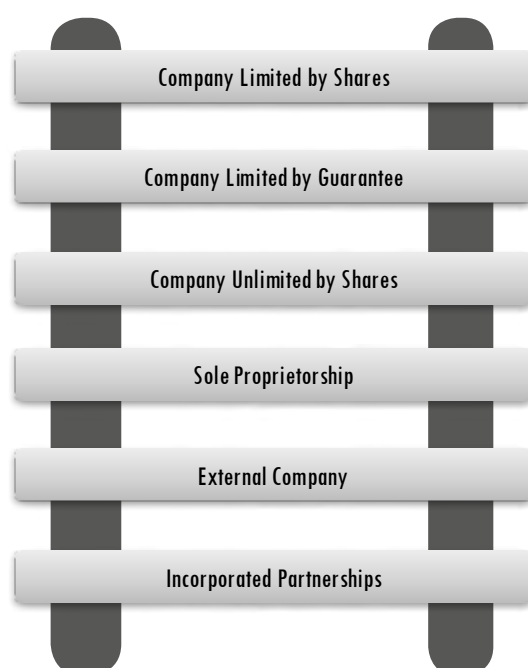 Company Limited by Shares
Company Limited by Guarantee
Company Unlimited by Shares
Sole Proprietorship
External Company
Incorporated Partnerships